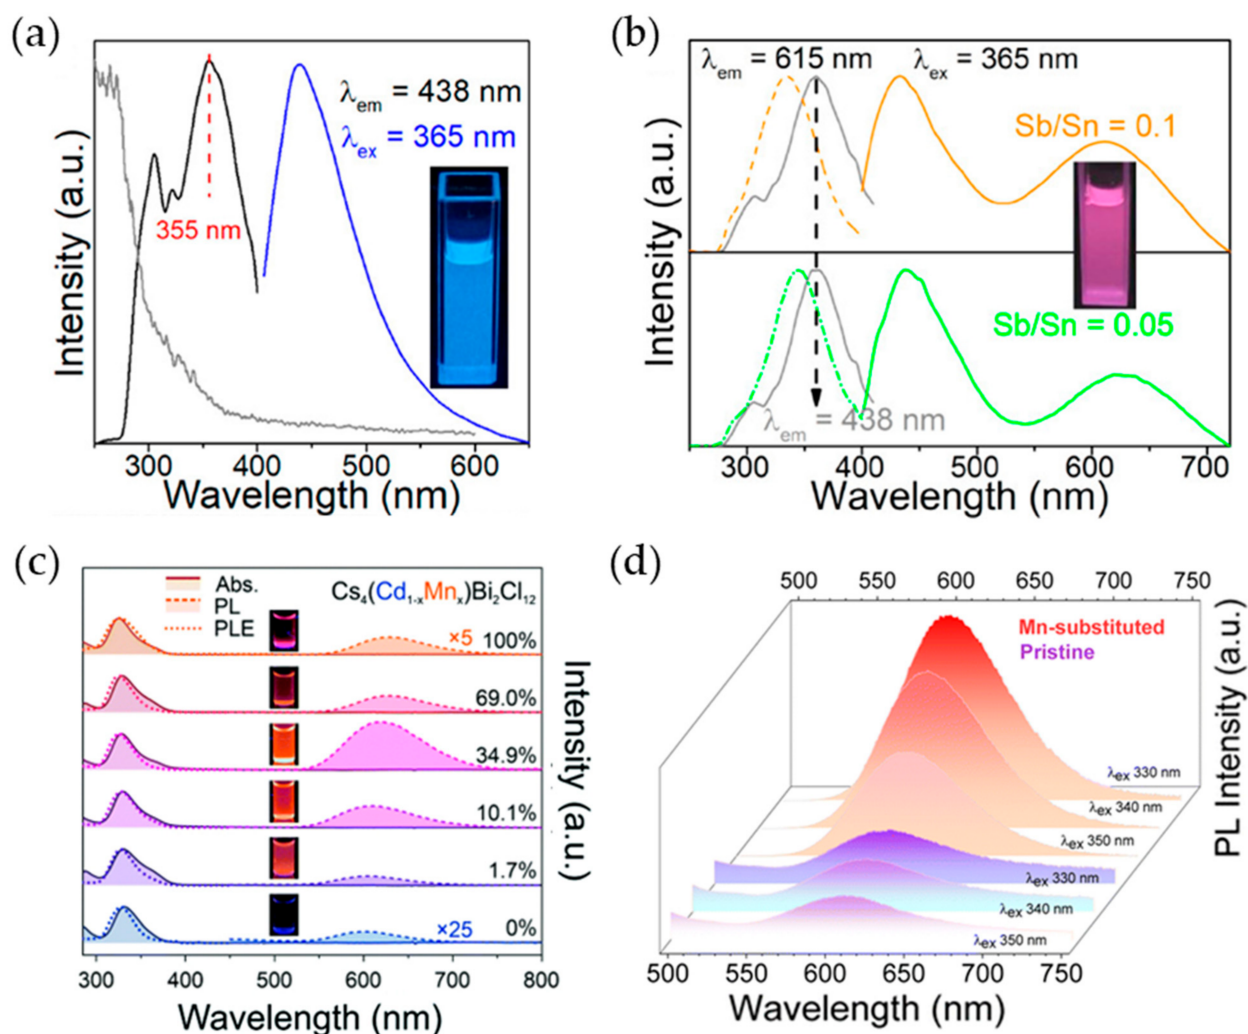 (a)
λem = 438 nm
λex = 365 nm
355 nm
Intensity (a.u.)
300 400 500 600
Wavelength (nm)
(b)
λem = 615 nm λex = 365 nm
Sb/Sn = 0.1
Sb/Sn = 0.05
λem = 438 nm
Intensity (a.u.)
300 400 500 600 700
Wavelength (nm)
(c)
Abs.
PL
PLE
Cs4(Cd1-xMnx)Bi2Cl12
×5 100%
69.0%
34.9%
10.1%
1.7%
×25 0%
Intensity (a.u.)
300 400 500 600 700 800
Wavelength (nm)
(d)
500 550 600 650 700 750
Mn-substituted
Pristine
λex 330 nm
λex 340 nm
λex 350 nm
λex 330 nm
λex 340 nm
λex 350 nm
PL Intensity (a.u.)
500 550 600 650 700 750
Wavelength (nm)